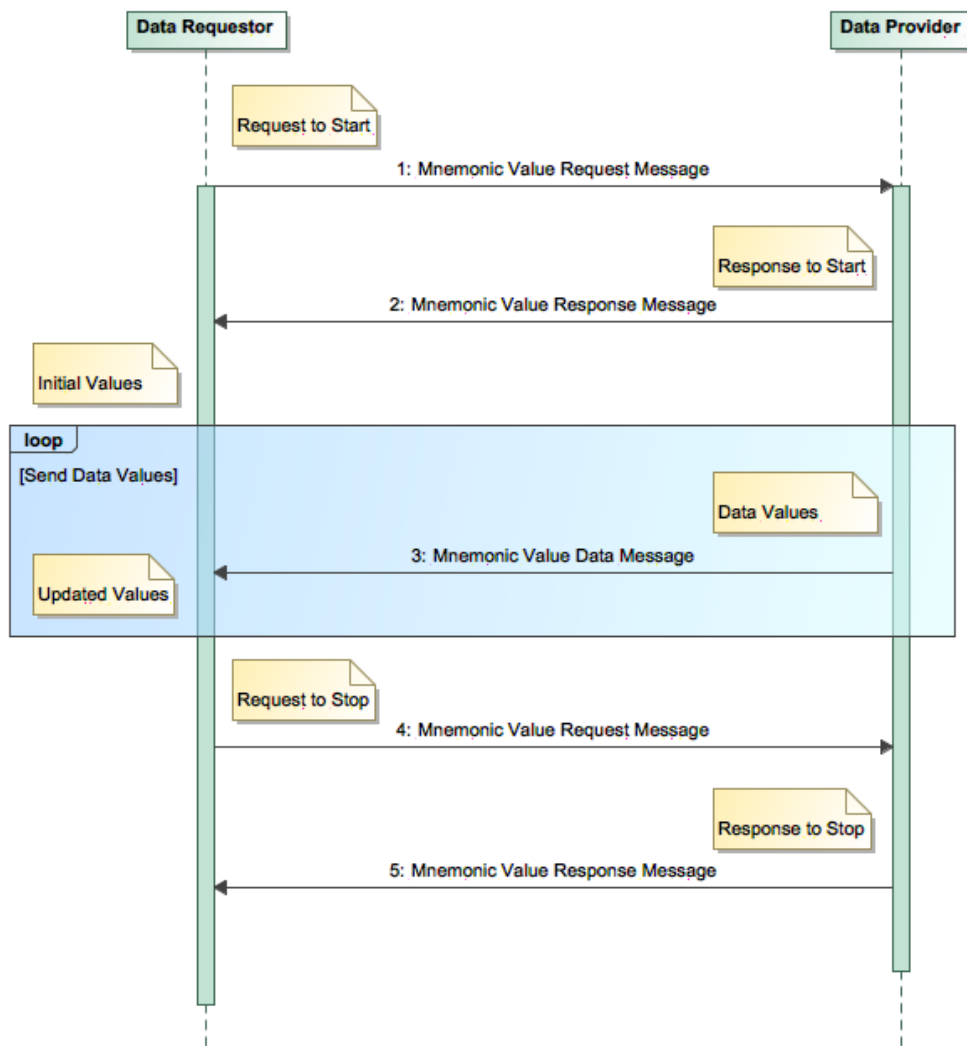 Data Requestor
Data Provider
Request to Start
1: Mnemonic Value Request Message
Response to Start
2: Mnemonic Value Response Message
Initial Values
loop
[Send Data Values]
Data Values
3: Mnemonic Value Data Message
Updated Values
Request to Stop
4: Mnemonic Value Request Message
Response to Stop
5: Mnemonic Value Response Message